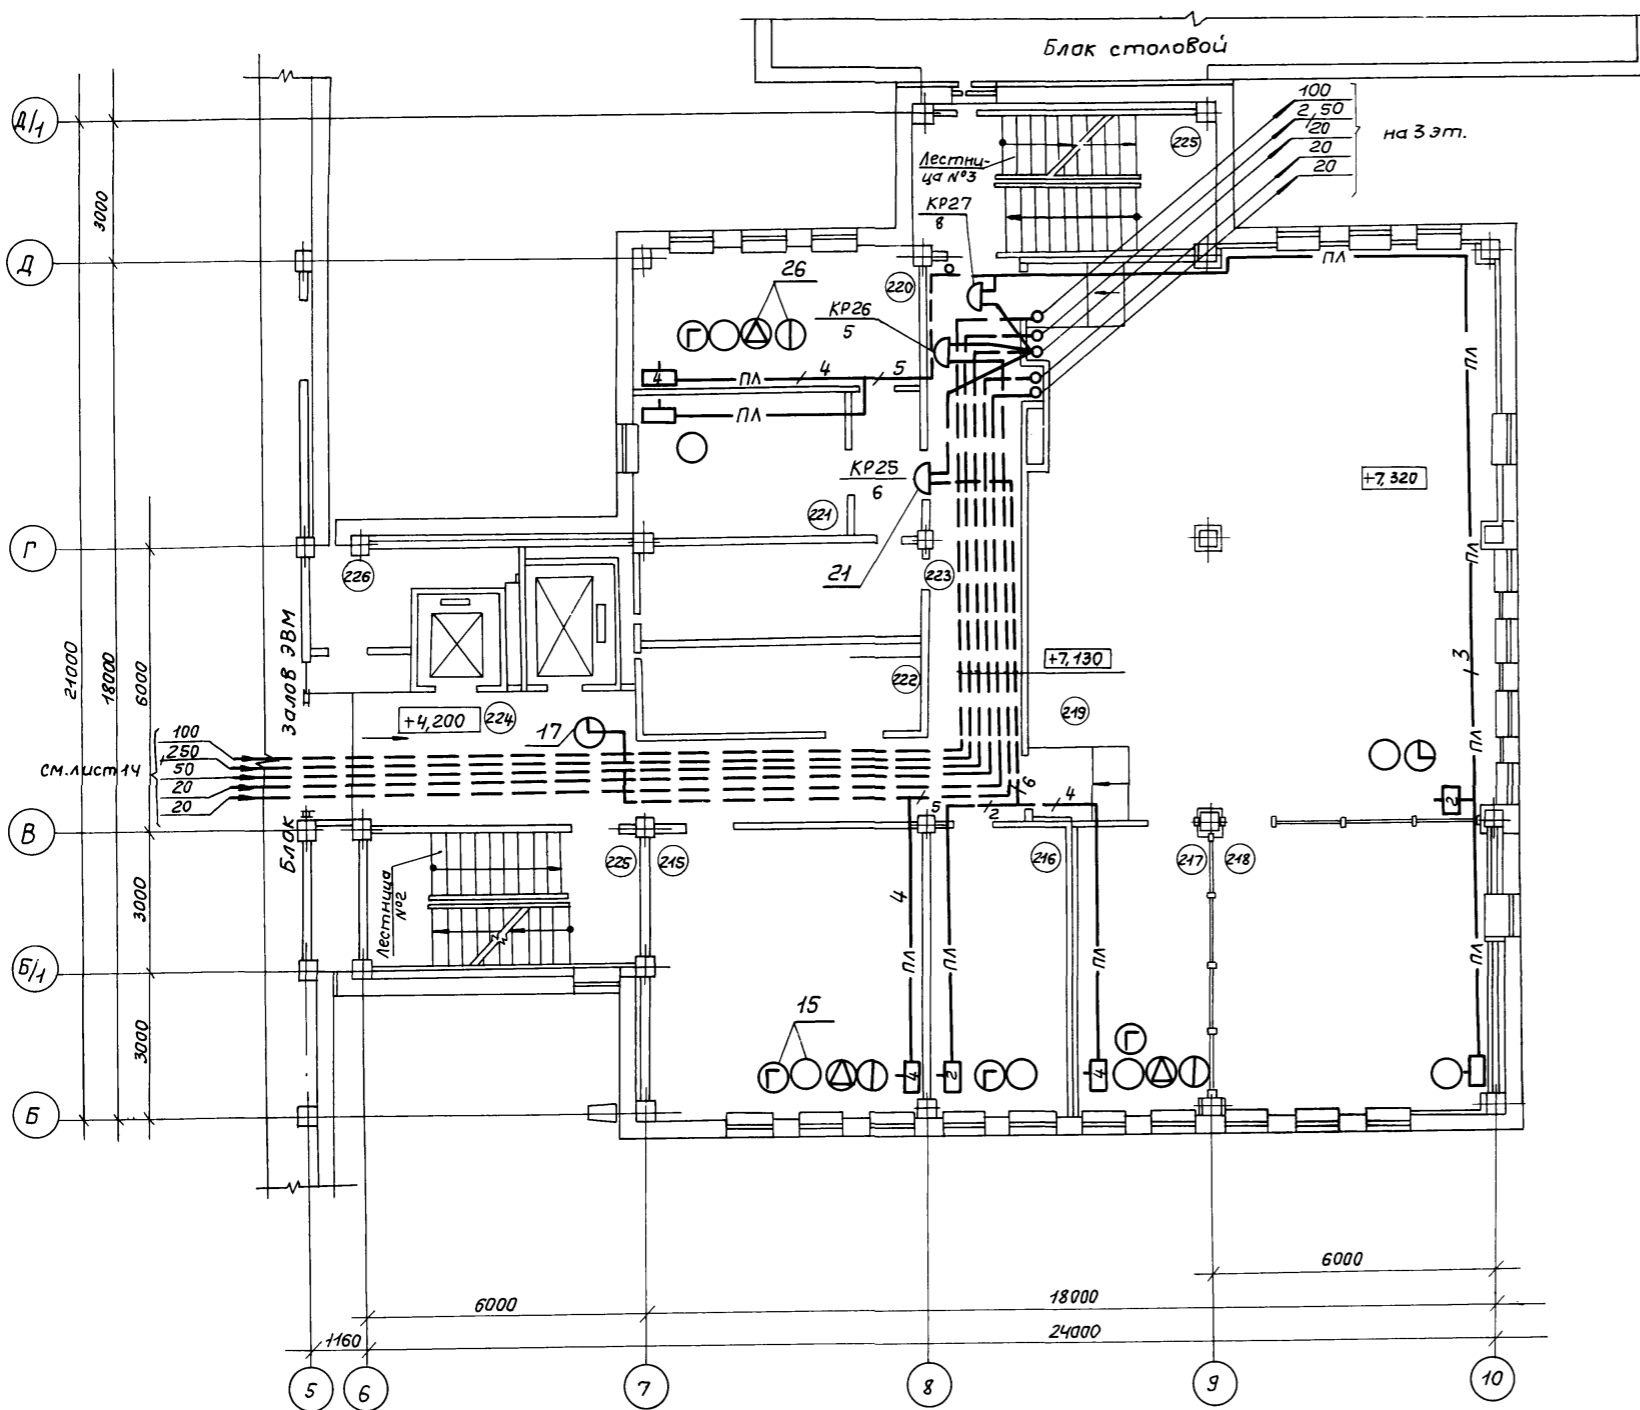 Блок столовой
Д/1
100
2, 50
20
20
20
на 3 эт.
225
Лестни-
ца №3
КР27
8
3000
Д
26
220
КР26
5
ПЛ
Г
4
ПЛ
4
5
ПЛ
ПЛ
КР25
6
+7,320
221
Г
226
21
223
ПЛ
залов ЭВМ
21000
18000
6000
+7,130
3
222
219
+4,200
224
17
100
250
50
20
20
см.лист 14
ПЛ
2
6
5
2
4
В
Блок
Лестница
№2
225
215
216
217
218
3000
4
Б/1
ПЛ
ПЛ
ПЛ
ПЛ
3000
15
Г
Г
4
2
Г
4
Б
6000
6000
18000
1160
24000
5
6
7
8
9
10